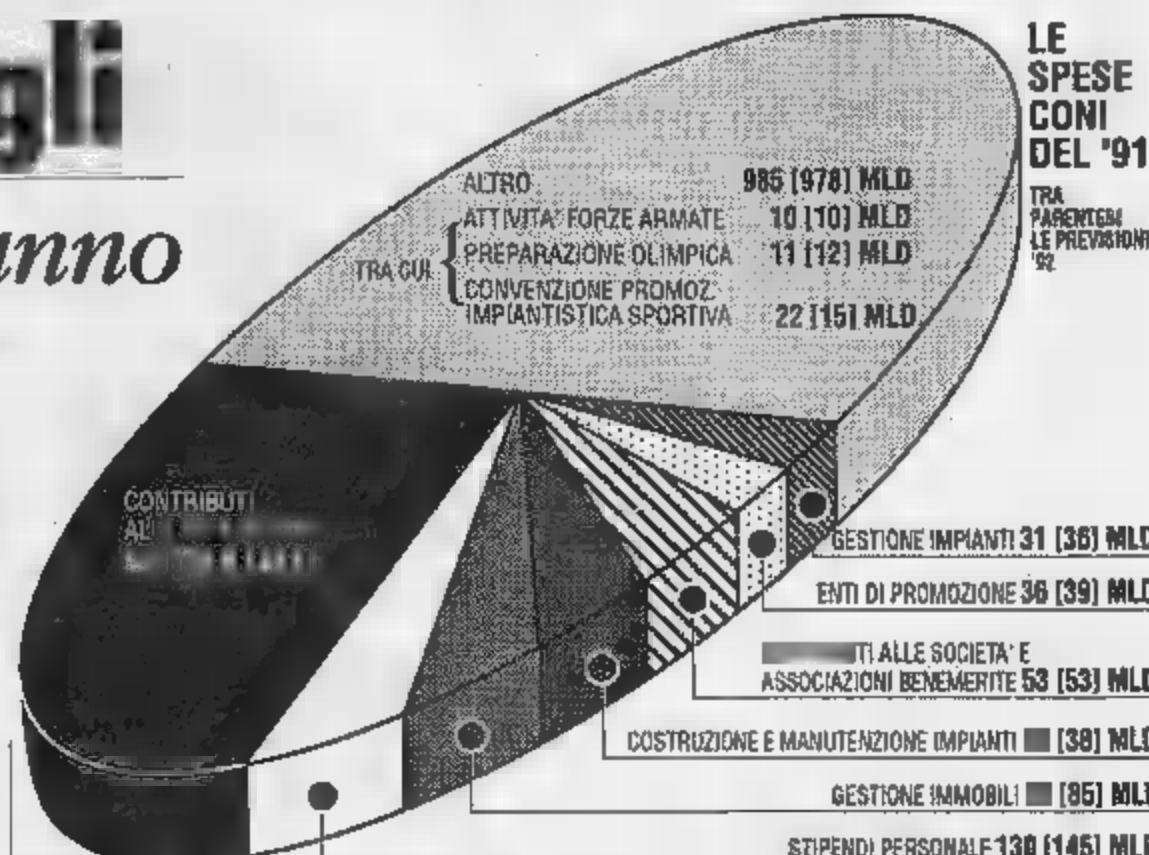 gli
anno
LE
SPESE
CONI
DEL '91
TRA
PARENTESI
LE PREVISIONI
'92
ALTRO 985 [978] MLD
ATTIVITA' FORZE ARMATE 10 [10] MLD
TRA CUI PREPARAZIONE OLIMPICA 11 [12] MLD
CONVENZIONE PROMOZ.
IMPIANTISTICA SPORTIVA 22 [15] MLD
CONTRIBUTI
GESTIONE IMPIANTI 31 [36] MLD
ENTI DI PROMOZIONE 36 [39] MLD
TI ALLE SOCIETA' E
ASSOCIAZIONI BENEMERITE 53 [53] MLD
COSTRUZIONE E MANUTENZIONE IMPIANTI [38] MLD
GESTIONE IMMOBILI [85] MLD
STIPENDI PERSONALE [145] MLD